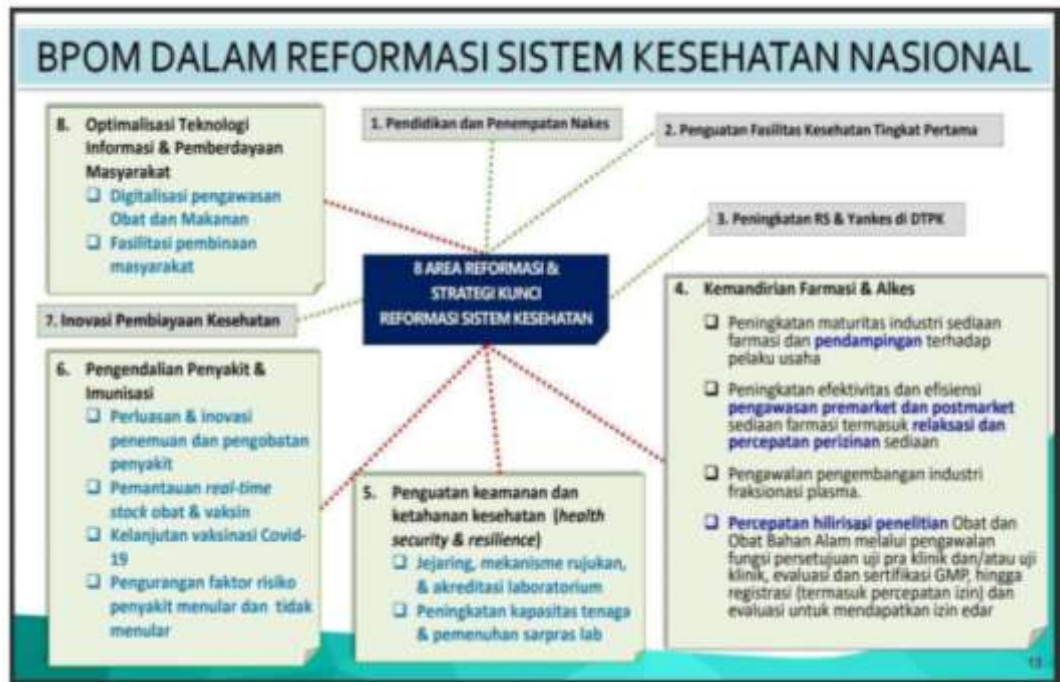 BPOM DALAM REFORMASI SISTEM KESEHATAN NASIONAL
8. Optimalisasi Teknologi
Informasi & Pemberdayaan
Masyarakat
❑ Digitalisasi pengawasan
Obat dan Makanan
❑ Fasilitasi pembinaan
masyarakat
1. Pendidikan dan Penempatan Nakes
2. Penguatan Fasilitas Kesehatan Tingkat Pertama
3. Peningkatan RS & Yankes di DTPK
8 AREA REFORMASI &
STRATEGI KUNCI
REFORMASI SISTEM KESEHATAN
7. Inovasi Pembiayaan Kesehatan
6. Pengendalian Penyakit &
Imunisasi
❑ Perluasan & inovasi
penemuan dan pengobatan
penyakit
❑ Pemantauan real-time
stock obat & vaksin
❑ Kelanjutan vaksinasi Covid-
19
❑ Pengurangan faktor risiko
penyakit menular dan tidak
menular
5. Penguatan keamanan dan
ketahanan kesehatan (health
security & resilience)
❑ Jejaring, mekanisme rujukan,
& akreditasi laboratorium
❑ Peningkatan kapasitas tenaga
& pemenuhan sarpras lab
4. Kemandirian Farmasi & Alkes
❑ Peningkatan maturitas industri sediaan
farmasi dan pendampingan terhadap
pelaku usaha
❑ Peningkatan efektivitas dan efisiensi
pengawasan premarket dan postmarket
sediaan farmasi termasuk relaksasi dan
percepatan perizinan sediaan
❑ Pengawalan pengembangan industri
fraksionasi plasma.
❑ Percepatan hilirisasi penelitian Obat dan
Obat Bahan Alam melalui pengawalan
fungsi persetujuan uji pra klinik dan/atau uji
klinik, evaluasi dan sertifikasi GMP, hingga
registrasi (termasuk percepatan izin) dan
evaluasi untuk mendapatkan izin edar